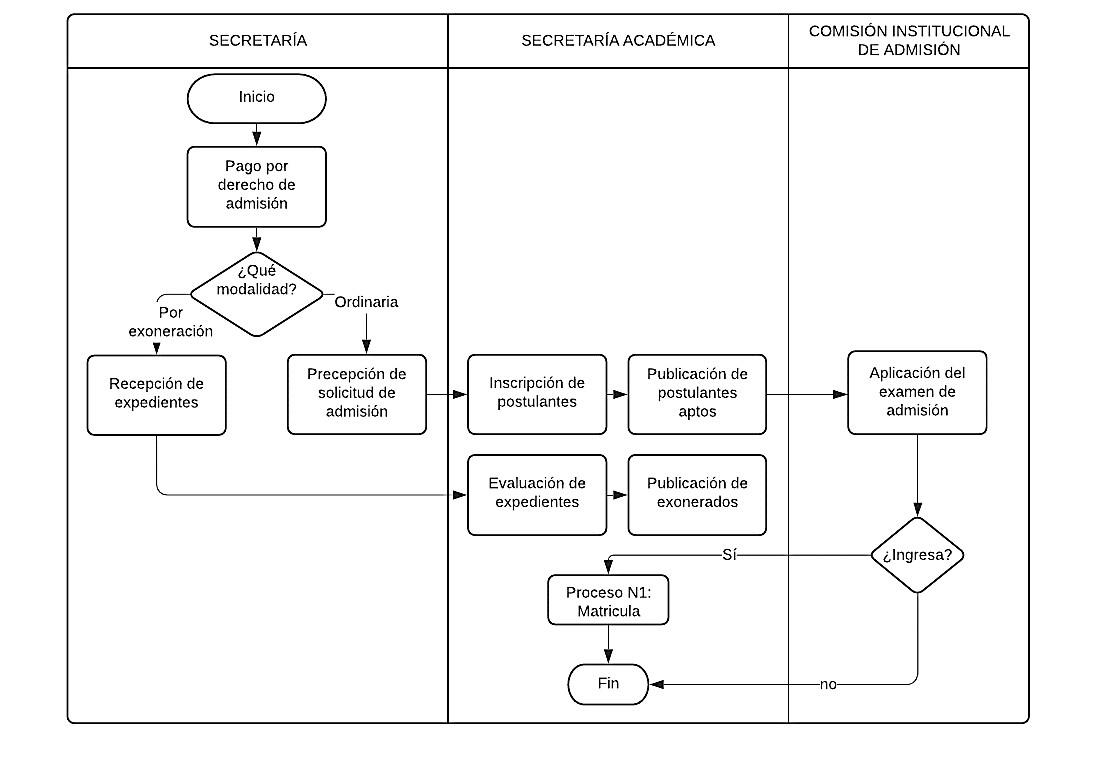 SECRETARÍA
SECRETARÍA ACADÉMICA
COMISIÓN INSTITUCIONAL
DE ADMISIÓN
Inicio
Pago por
derecho de
admisión
¿Qué
modalidad?
Por
exoneración
Ordinaria
Recepción de
expedientes
Precepción de
solicitud de
admisión
Inscripción de
postulantes
Publicación de
postulantes
aptos
Aplicación del
examen de
admisión
Evaluación de
expedientes
Publicación de
exonerados
¿Ingresa?
Sí
Proceso N1:
Matricula
Fin
no